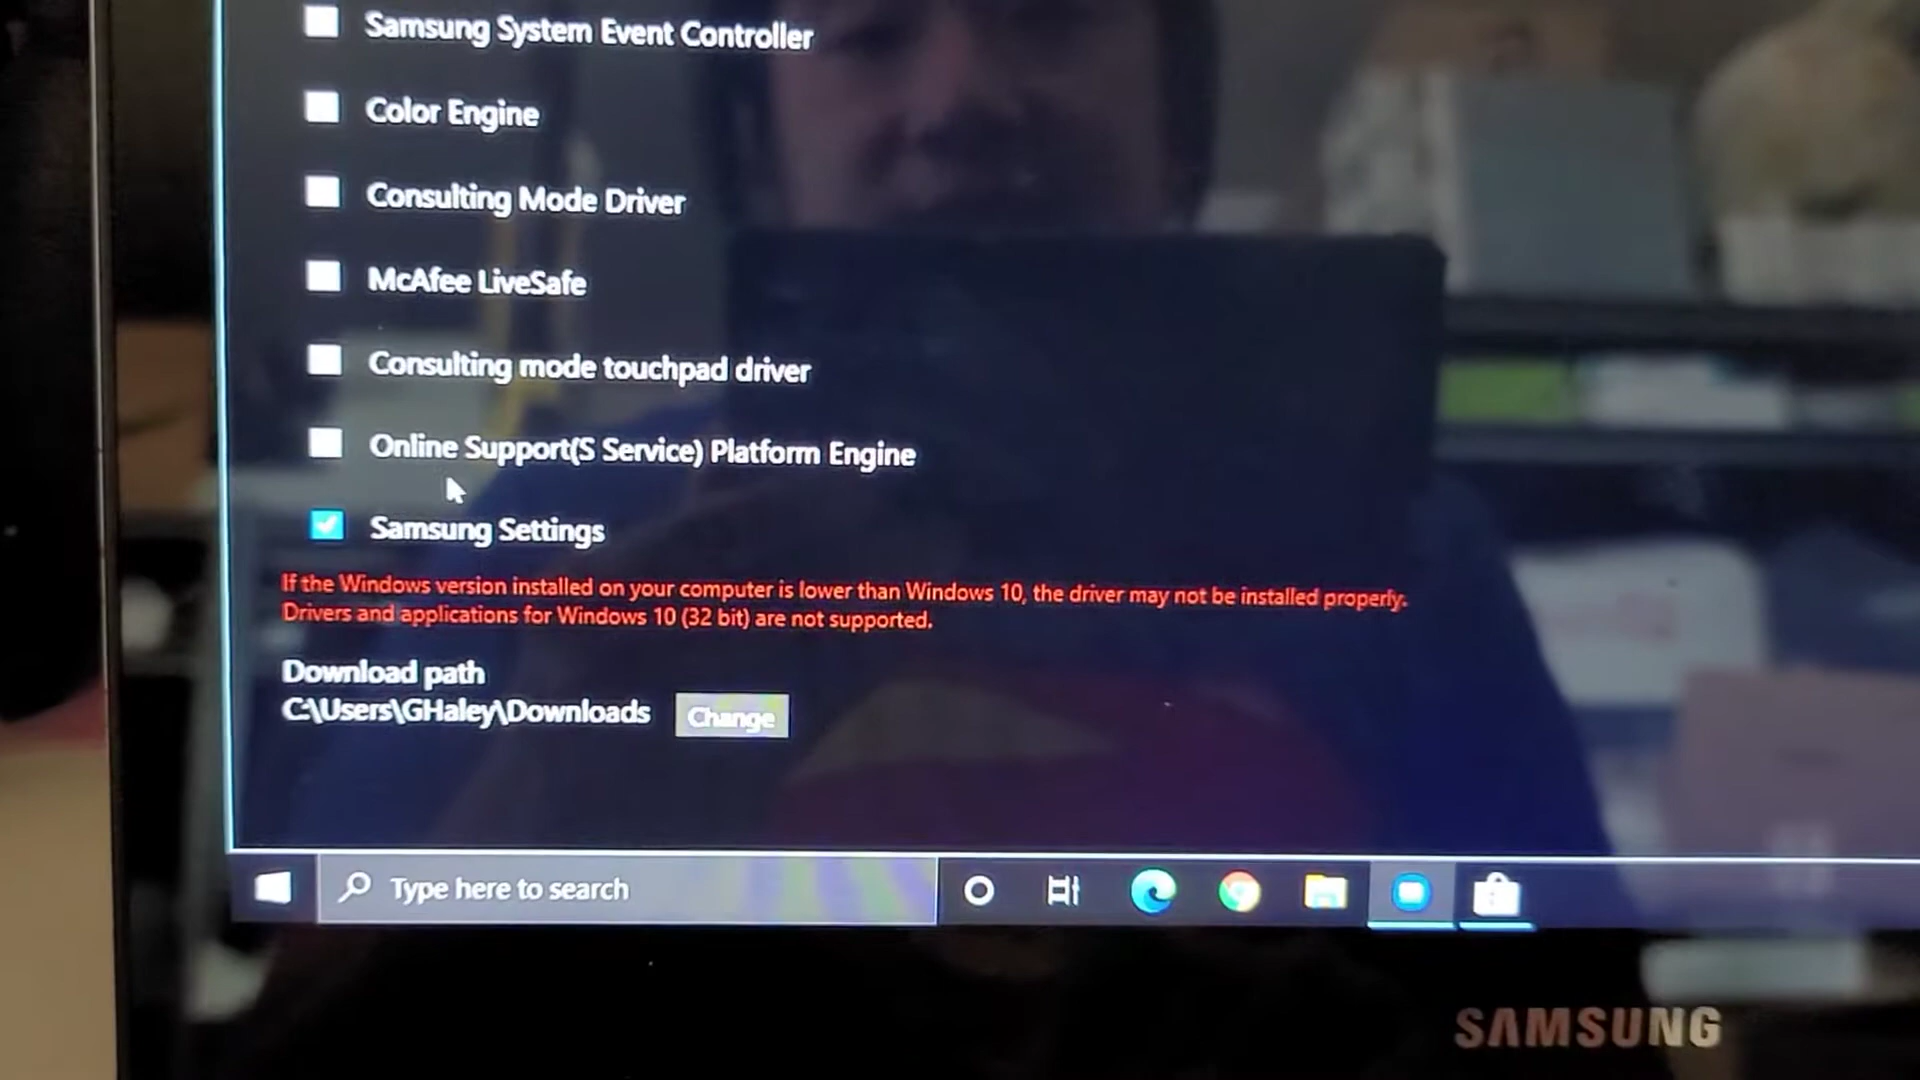 Samsung System Event Controller
Color Engine
Consulting Mode Driver
McAfee LiveSafe
Consulting mode touchpad driver
Online Support(S Service) Platform Engine
Samsung Settings
If the Windows version installed on your computer is lower than Windows 10, the driver may not be installed properly.
Drivers and applications for Windows 10 (32 bit) are not supported.
Download path
C:\Users\GHaley\Downloads
Change
Type here to search
SAMSUNG